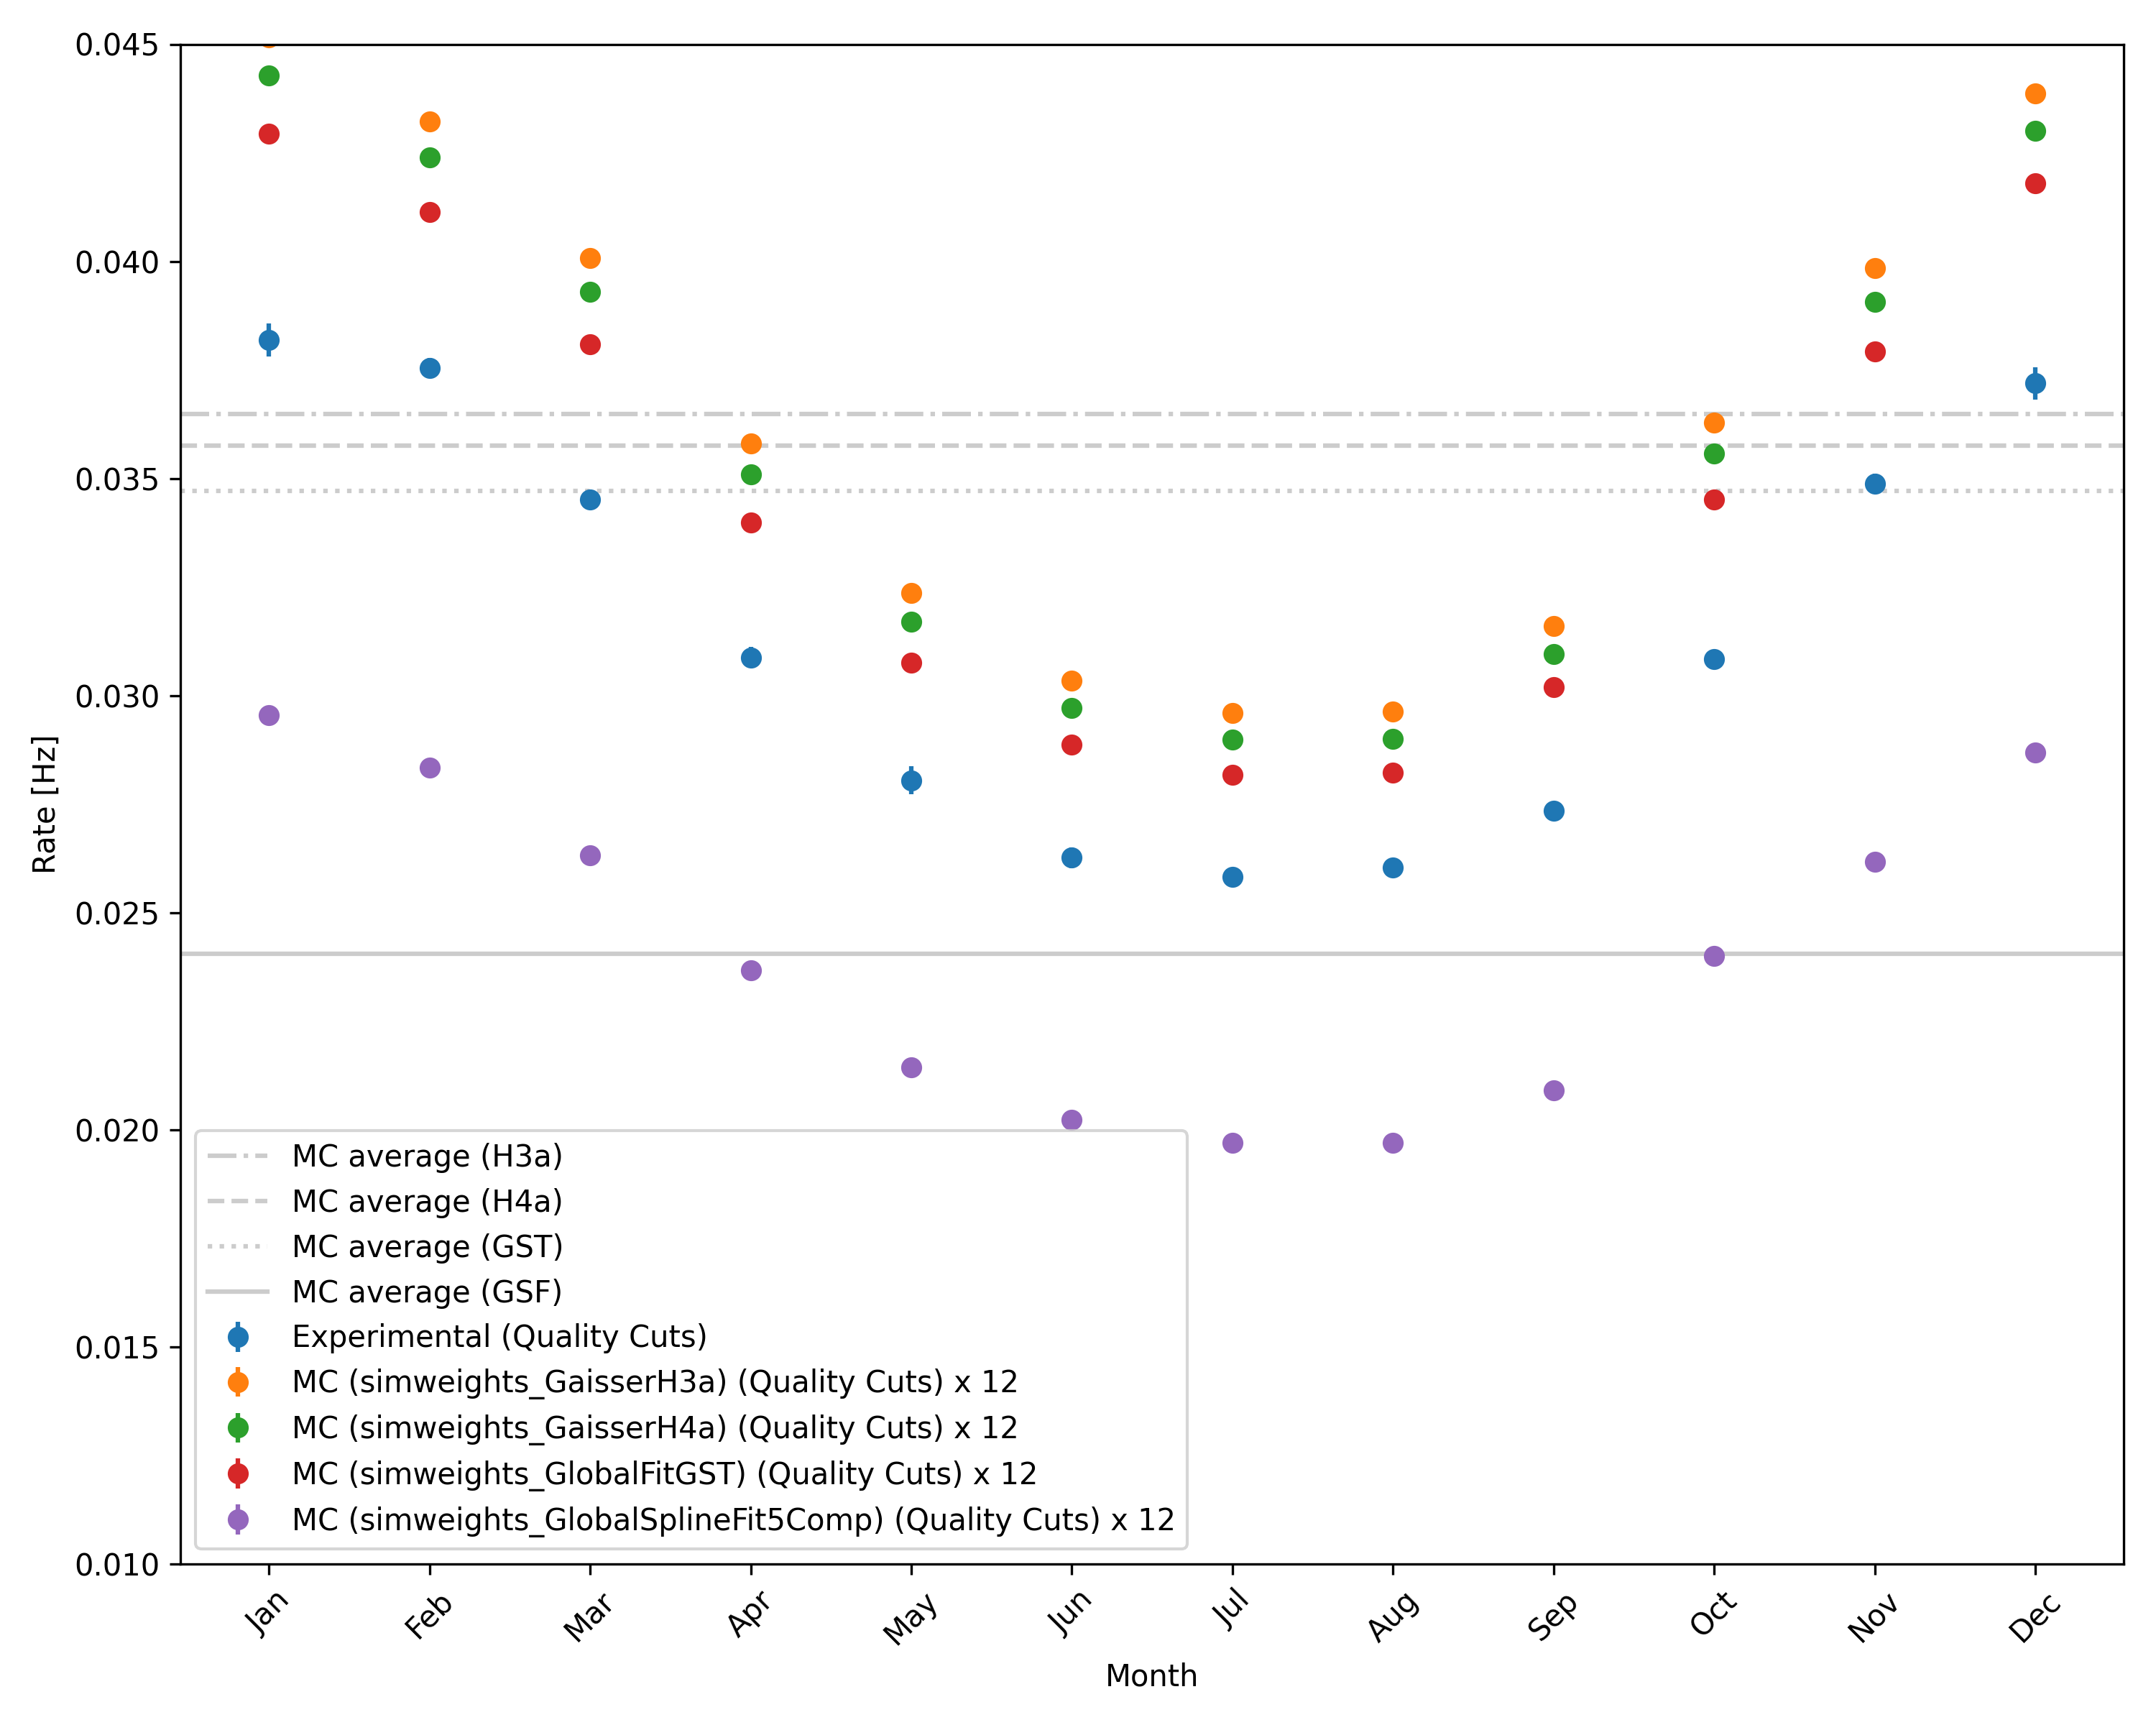 0.045
0.040
0.035
0.030
0.025
0.020
0.015
0.010
Rate [Hz]
MC average (H3a)
MC average (H4a)
MC average (GST)
MC average (GSF)
Experimental (Quality Cuts)
MC (simweights_GaisserH3a) (Quality Cuts) x 12
MC (simweights_GaisserH4a) (Quality Cuts) x 12
MC (simweights_GlobalFitGST) (Quality Cuts) x 12
MC (simweights_GlobalSplineFit5Comp) (Quality Cuts) x 12
Jan Feb Mar Apr May Jun Jul Aug Sep Oct Nov Dec
Month